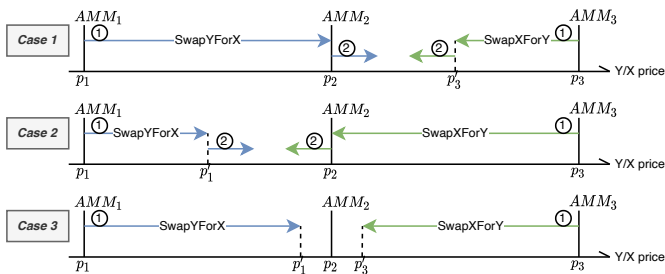 AMM₁ AMM₂ AMM₃
Case 1 ① SwapYForX ② ② SwapXForY ①
p₁ p₂ p′₃ p₃ Y/X price
AMM₁ AMM₂ AMM₃
Case 2 ① SwapYForX ② ② SwapXForY ①
p₁ p′₁ p₂ p₃ Y/X price
AMM₁ AMM₂ AMM₃
Case 3 ① SwapYForX SwapXForY ①
p₁ p′₁ p₂ p′₃ p₃ Y/X price